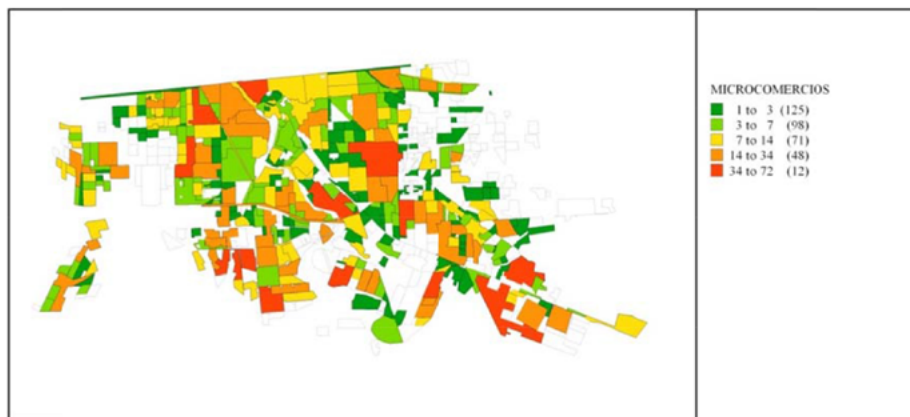 MICROCOMERCIOS
1 to 3 (125)
3 to 7 (98)
7 to 14 (71)
14 to 34 (48)
34 to 72 (12)